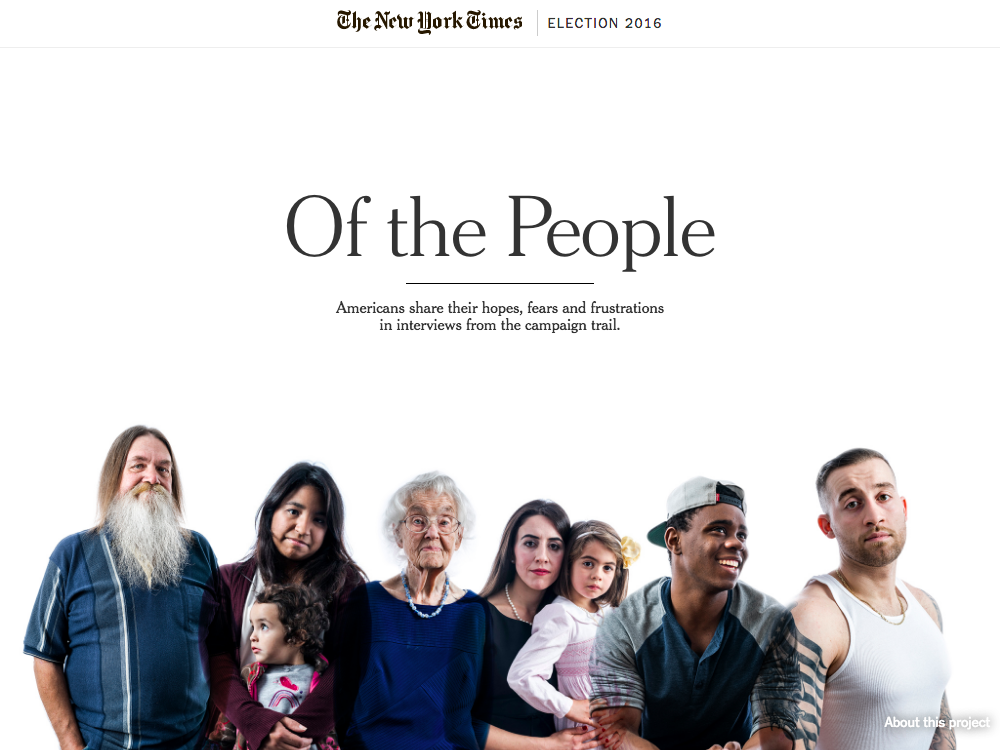 The New York Times | ELECTION 2016
Of the People
Americans share their hopes, fears and frustrations
in interviews from the campaign trail.
About this project